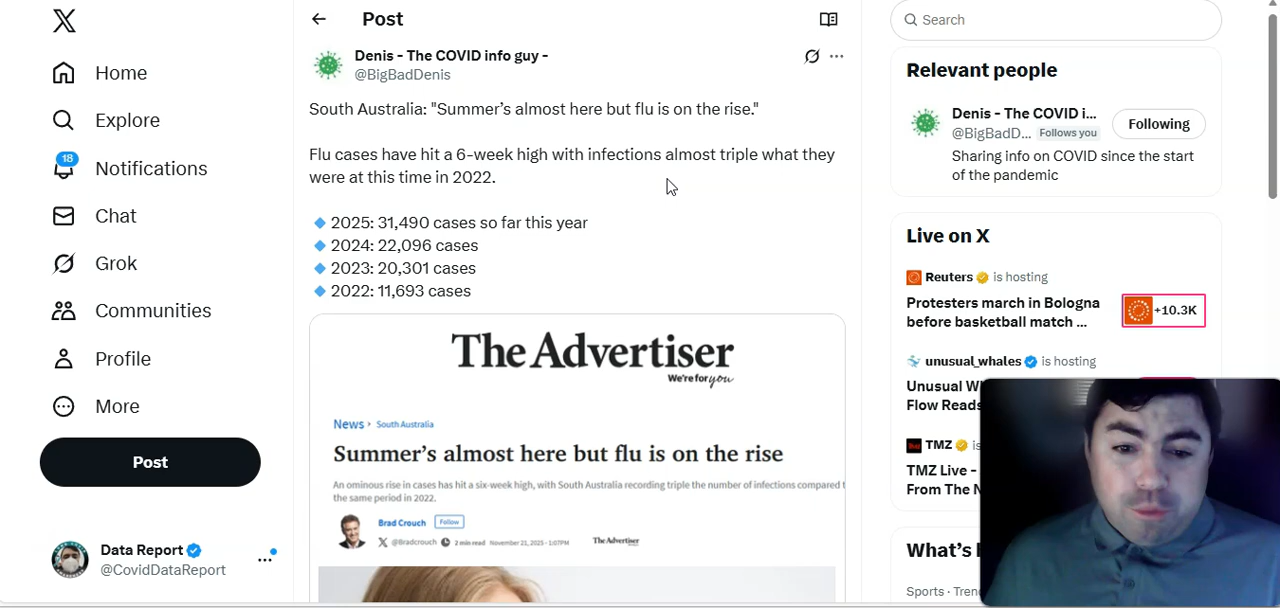 Home
Explore
18
Notifications
Chat
Grok
Communities
Profile
More
Post
Data Report
@CovidDataReport
Post
Denis - The COVID info guy -
@BigBadDenis
South Australia: "Summer's almost here but flu is on the rise."
Flu cases have hit a 6-week high with infections almost triple what they
were at this time in 2022.
2025: 31,490 cases so far this year
2024: 22,096 cases
2023: 20,301 cases
2022: 11,693 cases
The Advertiser
We're for you
News > South Australia
Summer's almost here but flu is on the rise
An ominous rise in cases has hit a six-week high, with South Australia recording triple the number of infections compared t
the same period in 2022.
Brad Crouch Follow
@Bradcrouch 2 min read November 21, 2025 - 1:07PM The Advertiser
Search
Relevant people
Denis - The COVID i...
@BigBadD... Follows you
Following
Sharing info on COVID since the start
of the pandemic
Live on X
Reuters is hosting
Protesters march in Bologna
before basketball match ...
+10.3K
unusual_whales is hosting
Unusual W
Flow Reads
TMZ is
TMZ Live -
From The N
What's
Sports · Tren